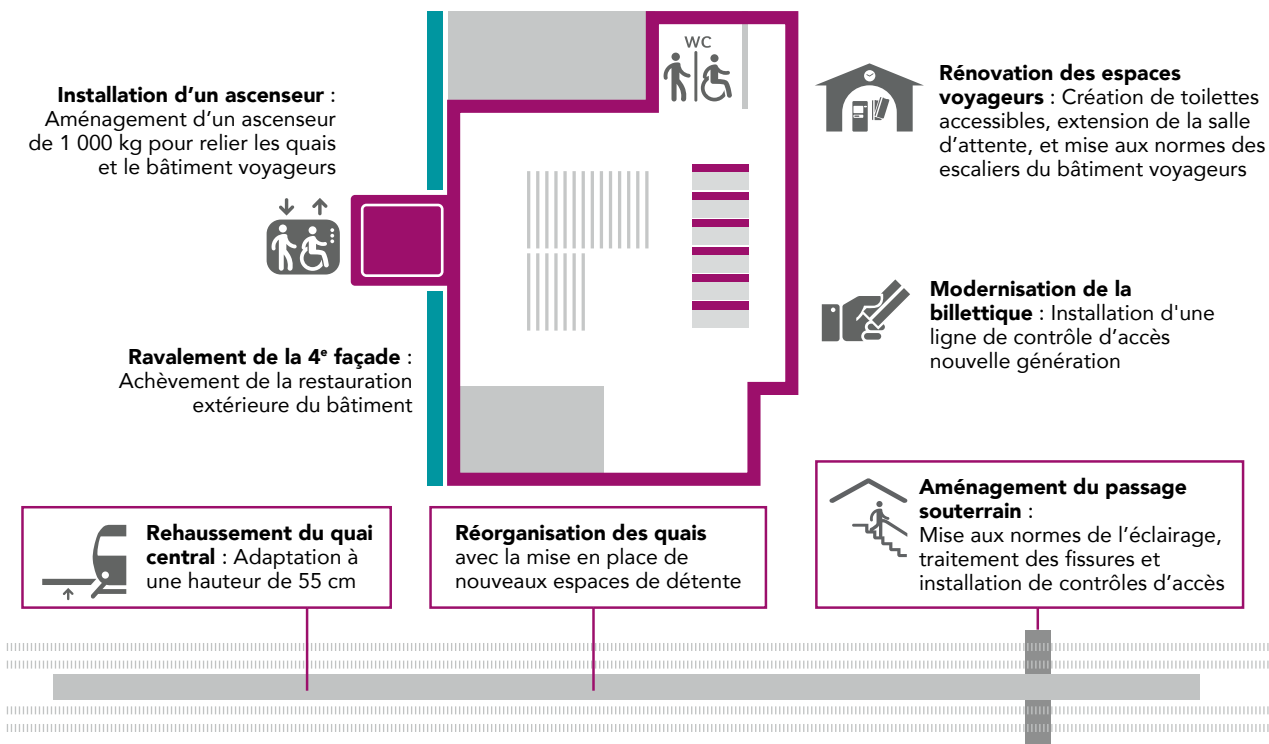 Installation d’un ascenseur :
Aménagement d’un ascenseur
de 1 000 kg pour relier les quais
et le bâtiment voyageurs
WC
Rénovation des espaces
voyageurs : Création de toilettes
accessibles, extension de la salle
d’attente, et mise aux normes des
escaliers du bâtiment voyageurs
Modernisation de la
billettique : Installation d'une
ligne de contrôle d’accès
nouvelle génération
Ravalement de la 4e façade :
Achèvement de la restauration
extérieure du bâtiment
Rehaussement du quai
central : Adaptation à
une hauteur de 55 cm
Réorganisation des quais
avec la mise en place de
nouveaux espaces de détente
Aménagement du passage
souterrain :
Mise aux normes de l’éclairage,
traitement des fissures et
installation de contrôles d’accès